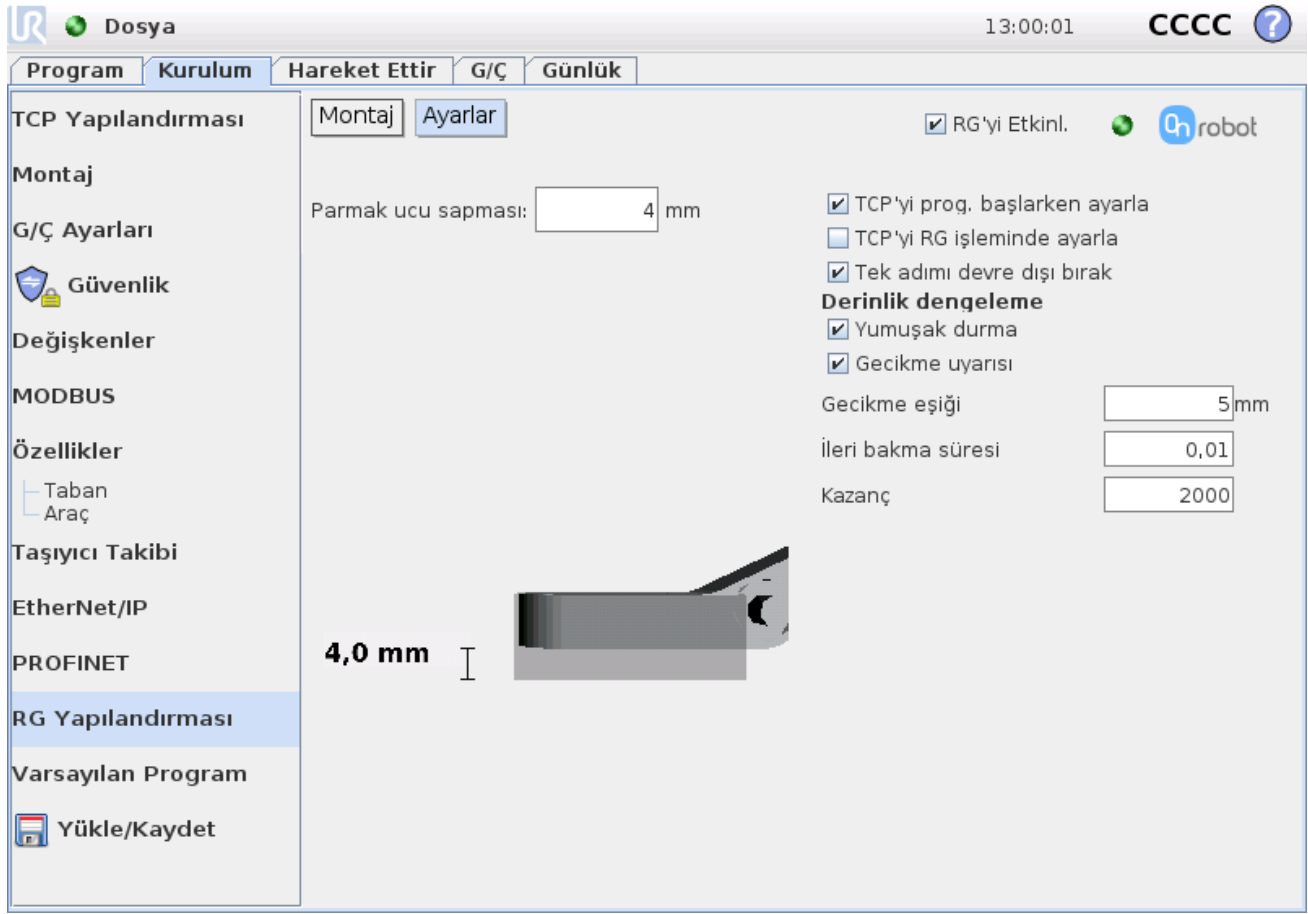 Dosya
13:00:01
CCCC
?
Program
Kurulum
Hareket Ettir
G/Ç
Günlük
TCP Yapılandırması
Montaj
G/Ç Ayarları
Güvenlik
Değişkenler
MODBUS
Özellikler
Taban
Araç
Taşıyıcı Takibi
EtherNet/IP
PROFINET
RG Yapılandırması
Varsayılan Program
Yükle/Kaydet
Montaj
Ayarlar
RG'yi Etkinl.
On robot
Parmak ucu sapması: 4 mm
TCP'yi prog. başlarken ayarla
TCP'yi RG işleminde ayarla
Tek adımı devre dışı bırak
Derinlik dengeleme
Yumuşak durma
Gecikme uyarısı
Gecikme eşiği 5 mm
İleri bakma süresi 0,01
Kazanç 2000
4,0 mm